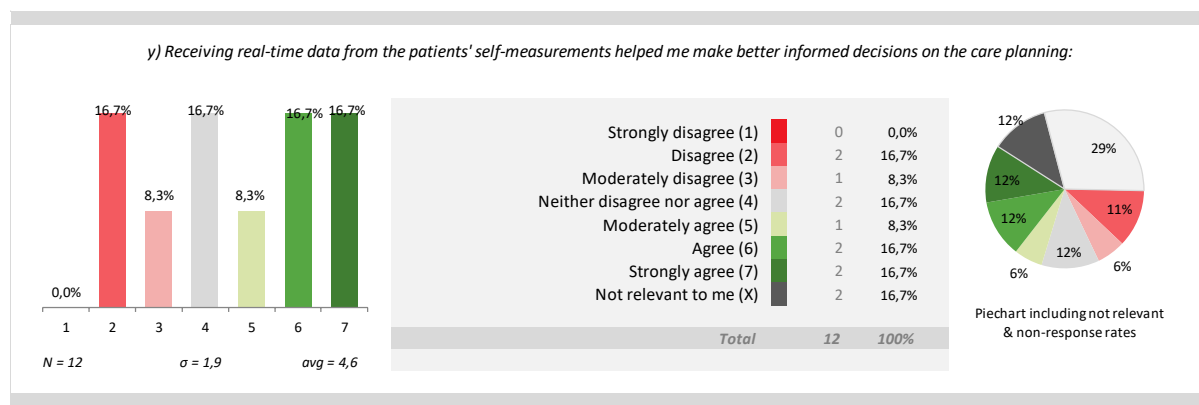 y) Receiving real-time data from the patients' self-measurements helped me make better informed decisions on the care planning:
16,7% 16,7% 16,7% 16,7%
8,3% 8,3%
0,0%
1 2 3 4 5 6 7
N = 12 σ = 1,9 avg = 4,6
Strongly disagree (1) 0 0,0%
Disagree (2) 2 16,7%
Moderately disagree (3) 1 8,3%
Neither disagree nor agree (4) 2 16,7%
Moderately agree (5) 1 8,3%
Agree (6) 2 16,7%
Strongly agree (7) 2 16,7%
Not relevant to me (X) 2 16,7%
Total 12 100%
12%
29%
12%
11%
12%
12%
6%
6%
Piechart including not relevant
& non-response rates